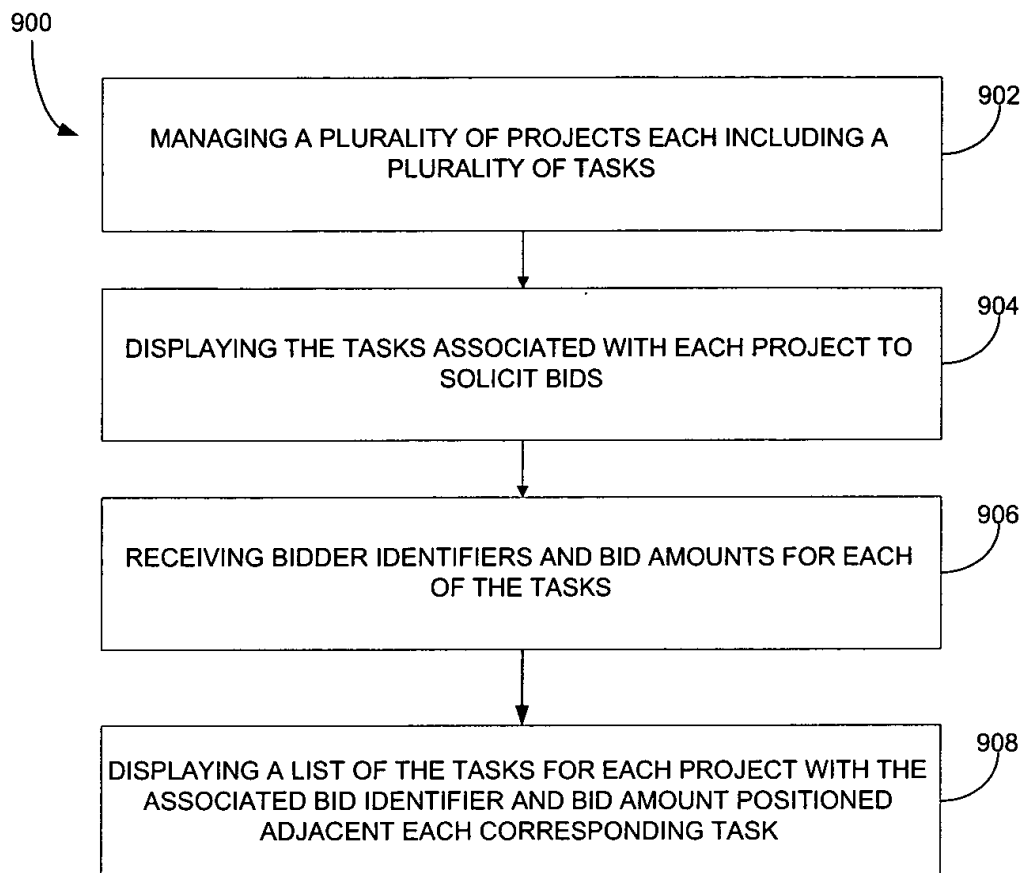 900
902
MANAGING A PLURALITY OF PROJECTS EACH INCLUDING A
PLURALITY OF TASKS
904
DISPLAYING THE TASKS ASSOCIATED WITH EACH PROJECT TO
SOLICIT BIDS
906
RECEIVING BIDDER IDENTIFIERS AND BID AMOUNTS FOR EACH
OF THE TASKS
908
DISPLAYING A LIST OF THE TASKS FOR EACH PROJECT WITH THE
ASSOCIATED BID IDENTIFIER AND BID AMOUNT POSITIONED
ADJACENT EACH CORRESPONDING TASK